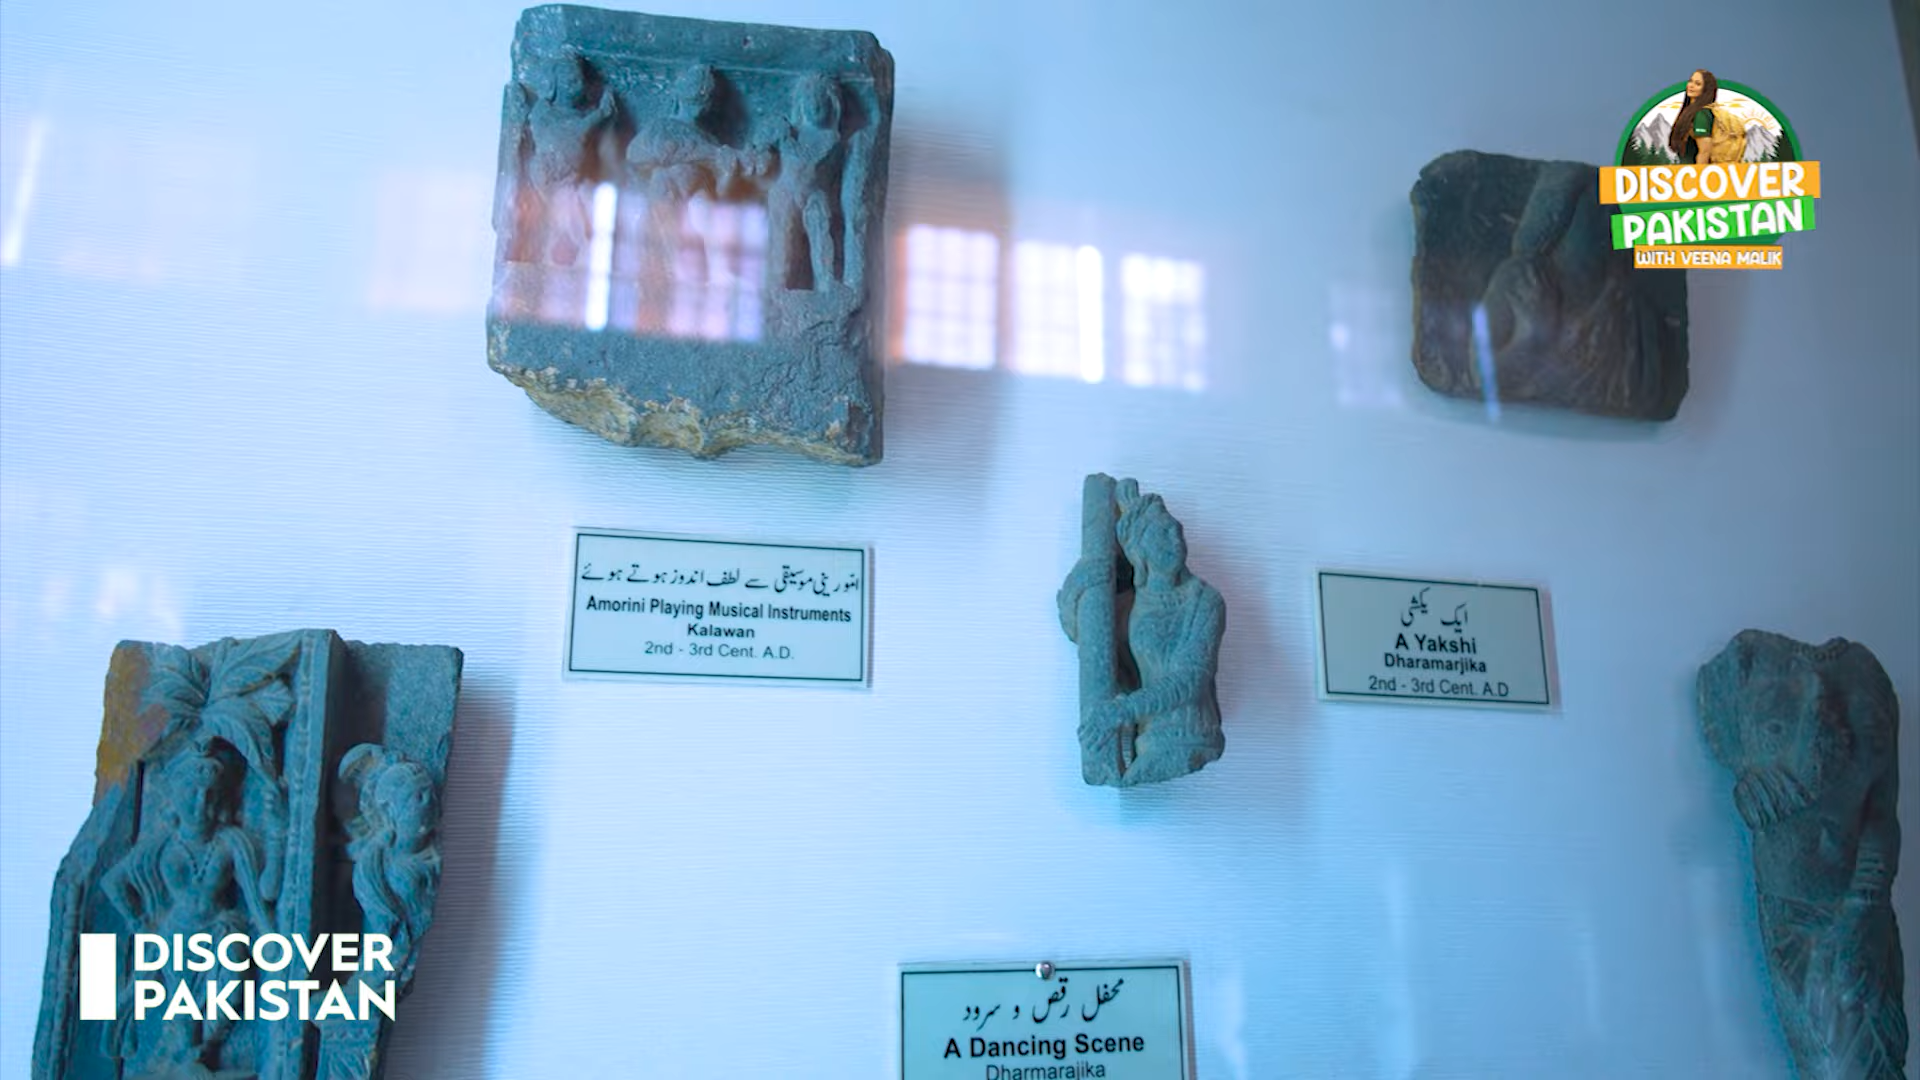 DISCOVER
PAKISTAN
WITH VEENA MALIK
امورینی موسیقی سے لطف اندوز ہوتے ہوئے
Amorini Playing Musical Instruments
Kalawan
2nd - 3rd Cent. A.D.
ایک یکشی
A Yakshi
Dharamarjika
2nd - 3rd Cent. A.D
محفل رقص و سرود
A Dancing Scene
Dharmarajika
DISCOVER
PAKISTAN